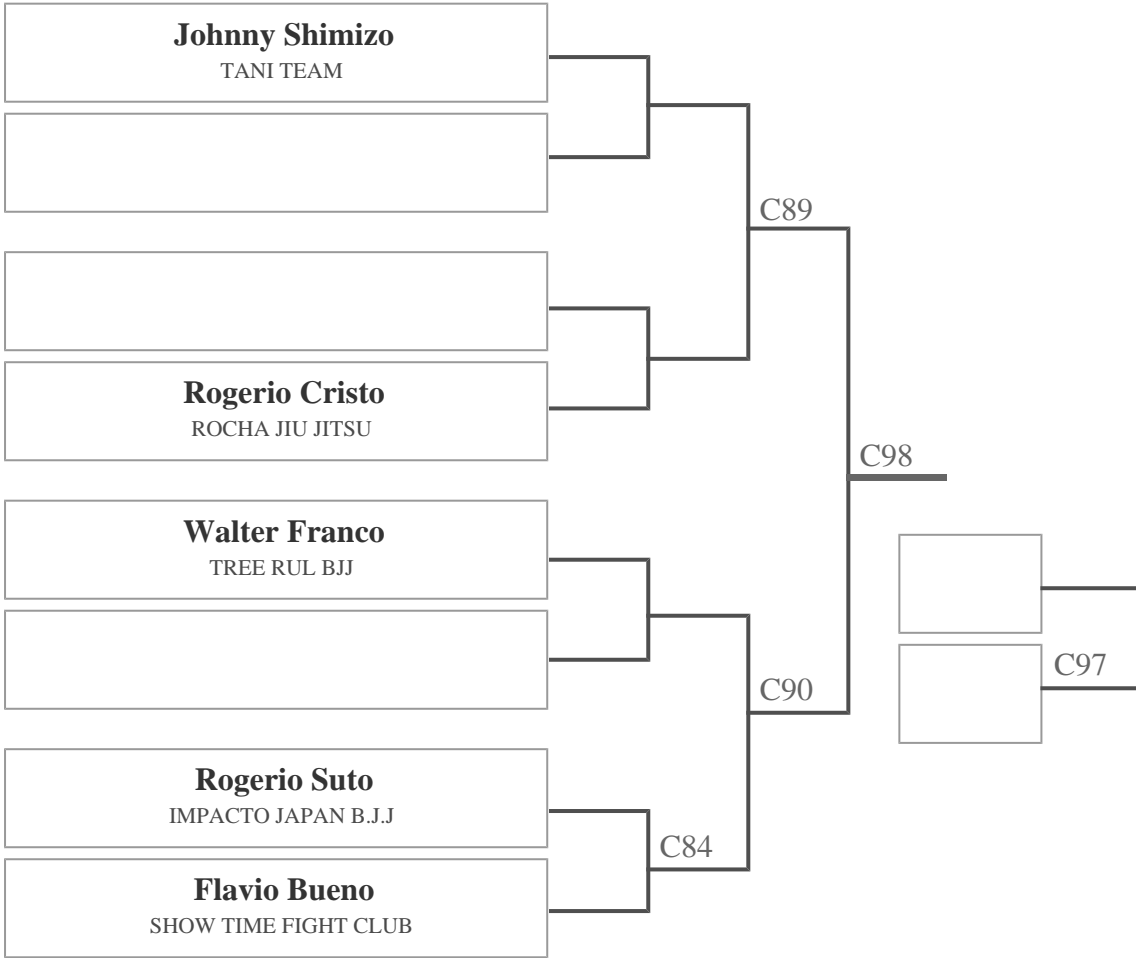 Johnny Shimizo
TANI TEAM
C89
Rogerio Cristo
ROCHA JIU JITSU
C98
Walter Franco
TREE RUL BJJ
C97
C90
Rogerio Suto
IMPACTO JAPAN B.J.J
C84
Flavio Bueno
SHOW TIME FIGHT CLUB